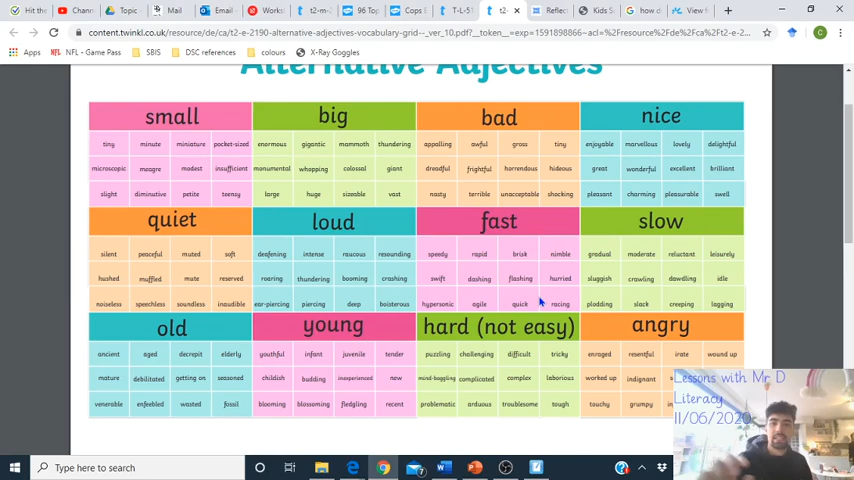 Hit the
Chann
Topic
Mail
Email
Works
t2-m-2
96 Top
Cops E
T-L-51
t2-
Reflec
Kids S
how d
View f
content.twinkl.co.uk/resource/de/ca/t2-e-2190-alternative-adjectives-vocabulary-grid--_ver_10.pdf?__token__=exp=1591898866~acl=%2Fresource%2Fde%2Fca%2Ft2-e-2...
Apps
NFL - Game Pass
SBIS
DSC references
colours
X-Ray Goggles
Alternative Adjectives
small big bad nice
tiny minute miniature pocket-sized enormous gigantic mammoth thundering appalling awful gross tiny enjoyable marvellous lovely delightful
microscopic meagre modest insufficient monumental whopping colossal giant dreadful frightful horrendous hideous great wonderful excellent brilliant
slight diminutive petite teensy large huge sizeable vast nasty terrible unacceptable shocking pleasant charming pleasurable swell
quiet loud fast slow
silent peaceful muted soft deafening intense raucous resounding speedy rapid brisk nimble gradual moderate reluctant leisurely
hushed muffled mute reserved roaring thundering booming crashing swift dashing flashing hurried sluggish crawling dawdling idle
noiseless speechless soundless inaudible ear-piercing piercing deep boisterous hypersonic agile quick racing plodding slack creeping lagging
old young hard (not easy) angry
ancient aged decrepit elderly youthful infant juvenile tender puzzling challenging difficult tricky enraged resentful irate wound up
mature debilitated getting on seasoned childish budding inexperienced new mind-boggling complicated complex laborious worked up indignant
venerable enfeebled wasted fossil blooming blossoming fledgling recent problematic arduous troublesome tough touchy grumpy
Lessons with Mr D
Literacy
11/06/2020
Type here to search